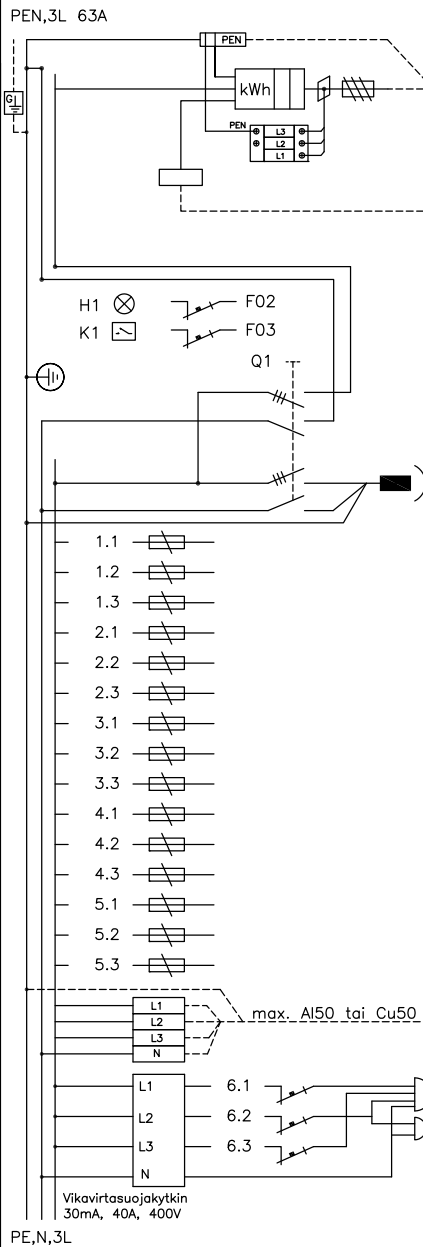 PEN,3L 63A
PEN
kWh
G
PEN
L3
L2
L1
H1 F02
K1 F03
Q1
1.1
1.2
1.3
2.1
2.2
2.3
3.1
3.2
3.3
4.1
4.2
4.3
5.1
5.2
5.3
L1
L2
L3
N
max. Al50 tai Cu50
L1 6.1
L2 6.2
L3 6.3
N
Vikavirtasuojakytkin
30mA, 40A, 400V
PE,N,3L